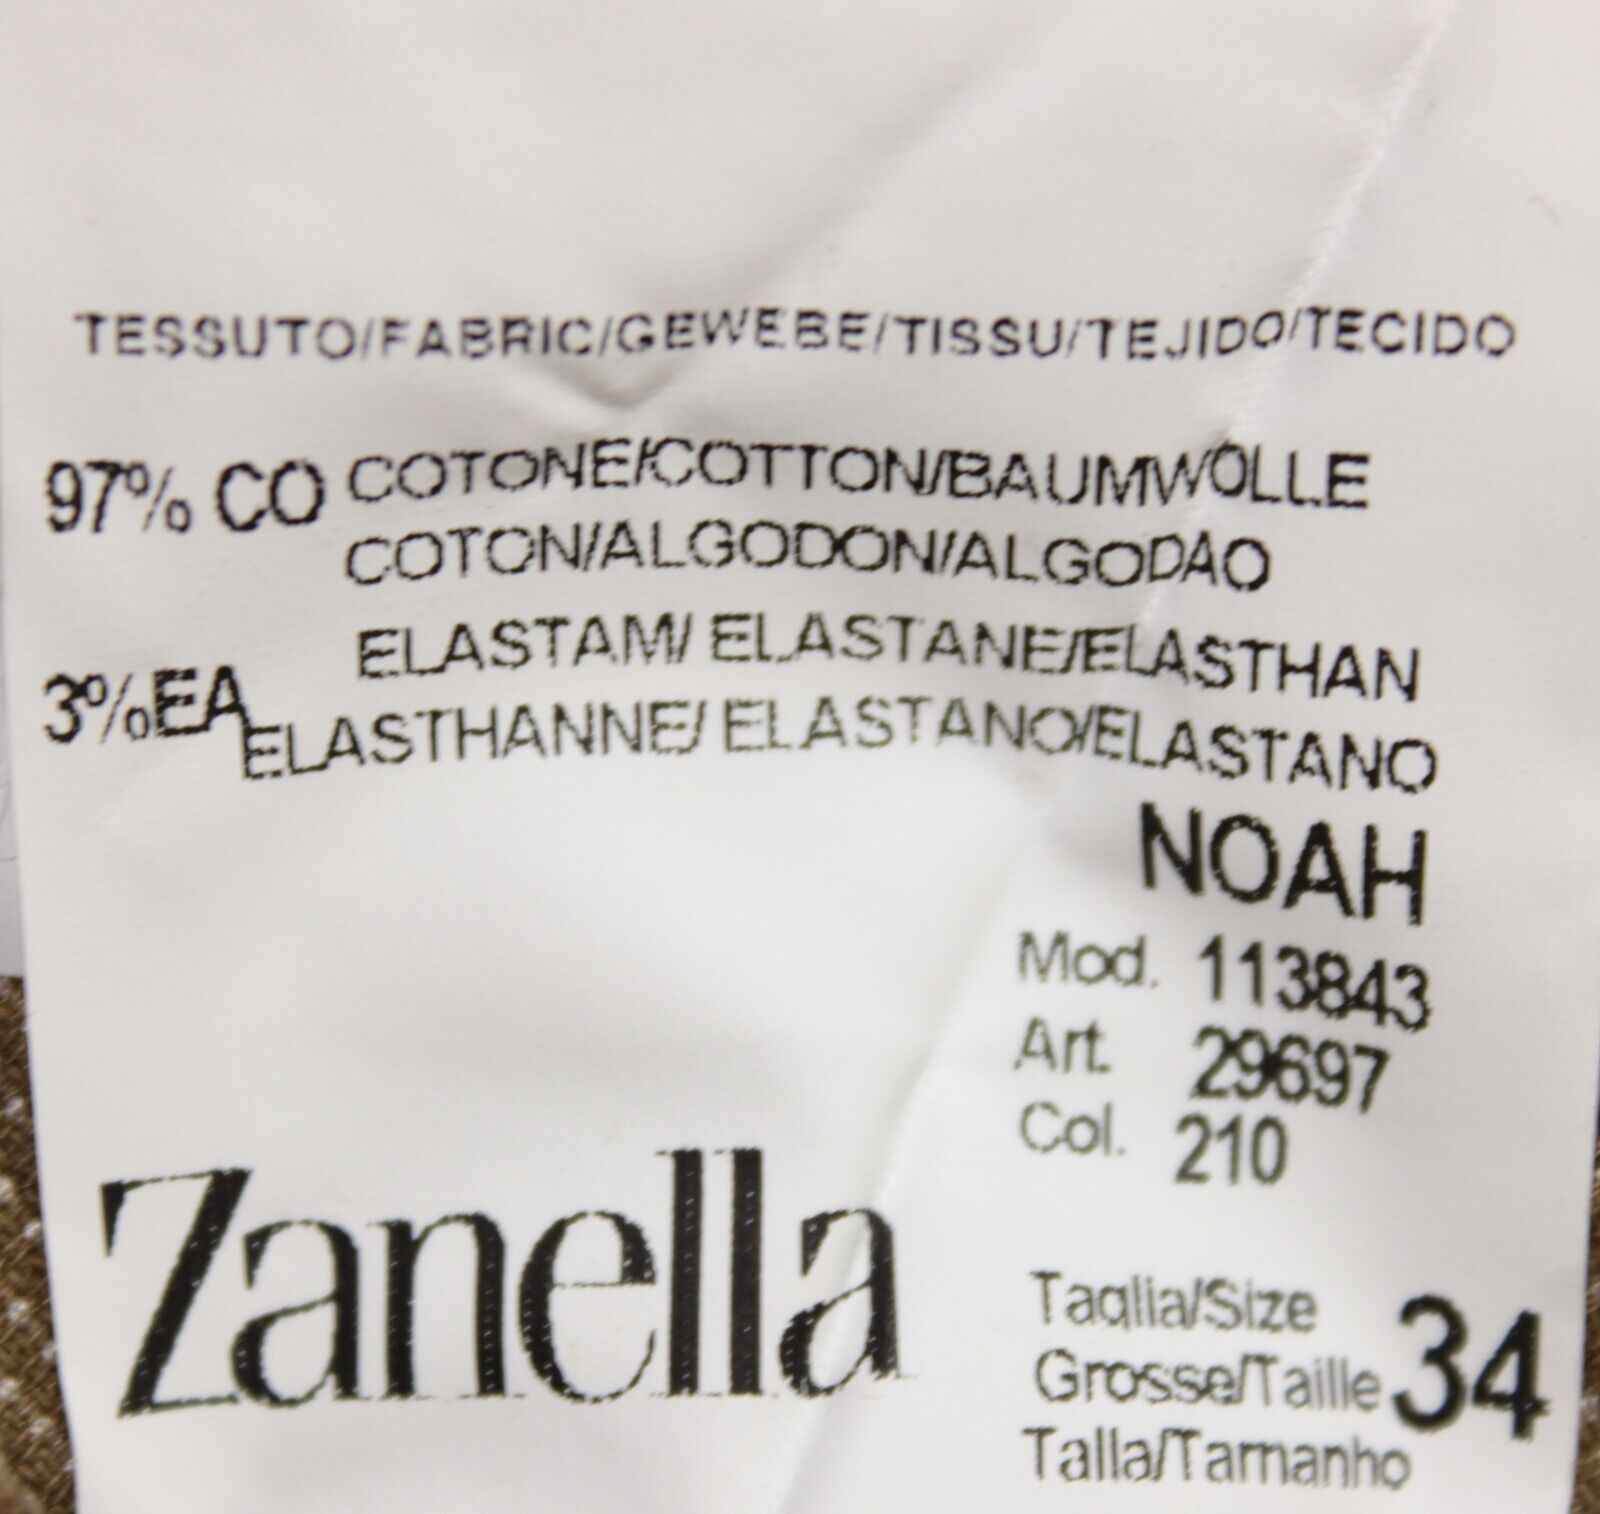 TESSUTO/FABRIC/GEWEBE/TISSU/TEJIDO/TECIDO
97% CO COTONE/COTTON/BAUMWOLLE
COTON/ALGODON/ALGODAO
3%EA ELASTAM/ ELASTANE/ELASTHAN
ELASTHANNE/ ELASTANO/ELASTANO
NOAH
Mod. 113843
Art. 29697
Col. 210
Zanella
Taglia/Size
Grosse/Taille 34
Talla/Tamanho